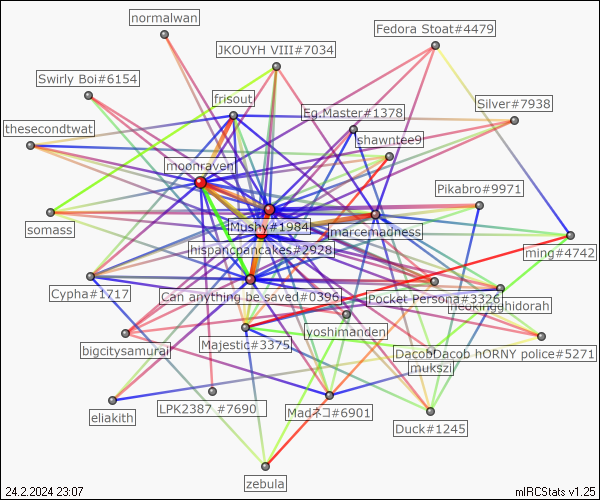 normalwan
Fedora Stoat#4479
JKOUYH VIII#7034
Swirly Boi#6154
frisout
Eg.Master#1378
Silver#7938
thesecondtwat
shawntee9
moonraven
Pikabro#9971
somass
Mushy#1984
marcemadness
hispancpancakes#2928
ming#4742
Cypha#1717
Can anything be saved#0396
Pocket Persona#3326
neokingghidorah
yoshimanden
bigcitysamurai
Majestic#3375
DacobDacob hORNY police#5271
mukszi
eliakith
LPK2387 #7690
Madネコ#6901
Duck#1245
zebula
24.2.2024 23:07
mIRCStats v1.25